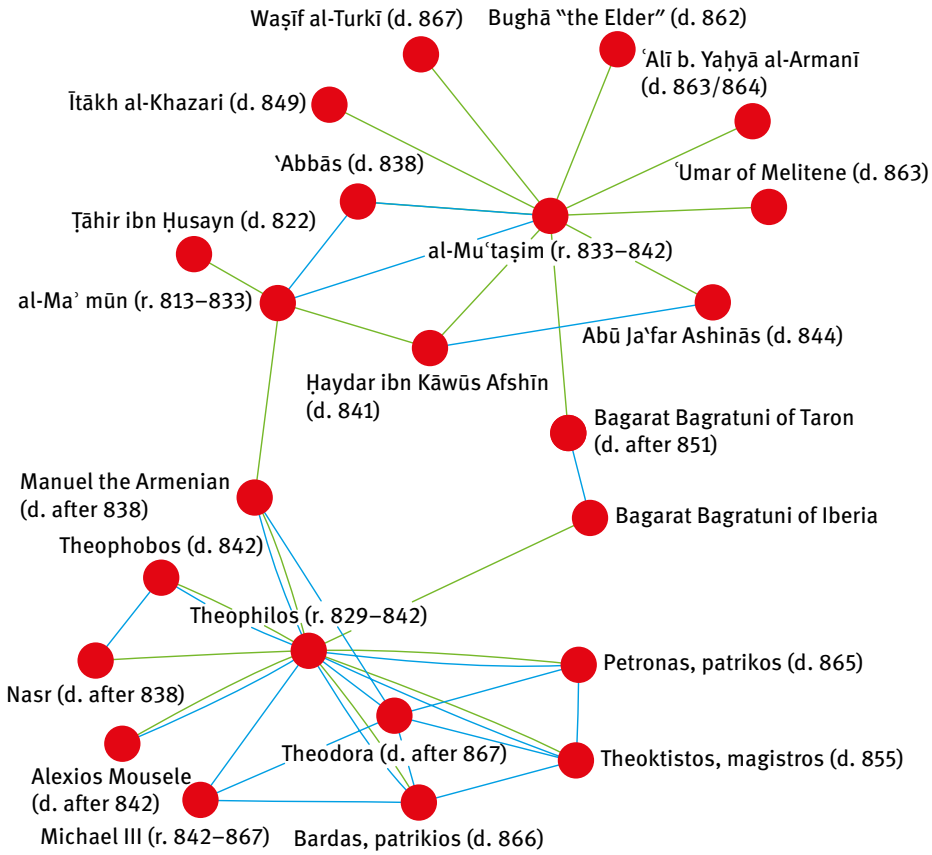 Waṣīf al-Turkī (d. 867)
Bughā “the Elder” (d. 862)
ʿAlī b. Yaḥyā al-Armanī
(d. 863/864)
Ītākh al-Khazari (d. 849)
‛Abbās (d. 838)
ʿUmar of Melitene (d. 863)
Ṭāhir ibn Ḥusayn (d. 822)
al-Muʿtaṣim (r. 833–842)
al-Maʾ mūn (r. 813–833)
Abū Ja‛far Ashinās (d. 844)
Ḥaydar ibn Kāwūs Afshīn
(d. 841)
Bagarat Bagratuni of Taron
(d. after 851)
Manuel the Armenian
(d. after 838)
Bagarat Bagratuni of Iberia
Theophobos (d. 842)
Theophilos (r. 829–842)
Petronas, patrikos (d. 865)
Nasr (d. after 838)
Theodora (d. after 867)
Theoktistos, magistros (d. 855)
Alexios Mousele
(d. after 842)
Michael III (r. 842–867)
Bardas, patrikios (d. 866)